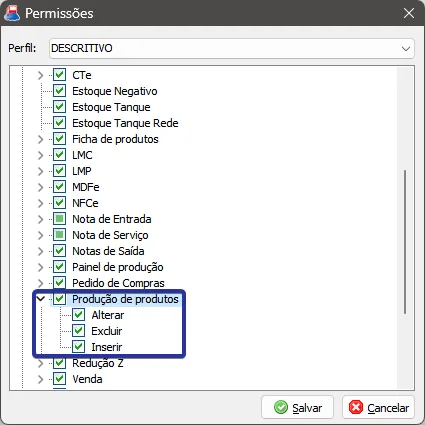 Permissões
Perfil: DESCRITIVO
CTe
Estoque Negativo
Estoque Tanque
Estoque Tanque Rede
Ficha de produtos
LMC
LMP
MDFe
NFCe
Nota de Entrada
Nota de Serviço
Notas de Saída
Painel de produção
Pedido de Compras
Produção de produtos
Alterar
Excluir
Inserir
Redução Z
Venda
Salvar Cancelar